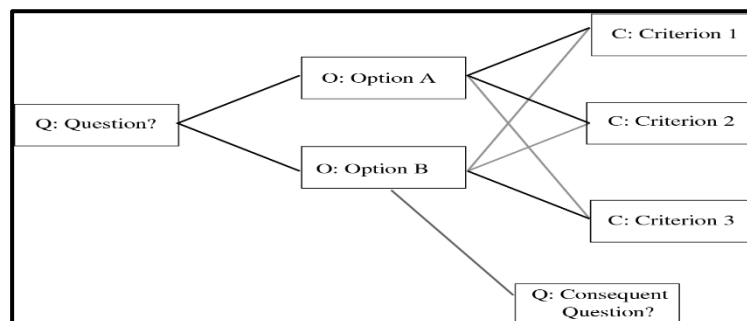 C: Criterion 1
O: Option A
Q: Question?
C: Criterion 2
O: Option B
C: Criterion 3
Q: Consequent
Question?